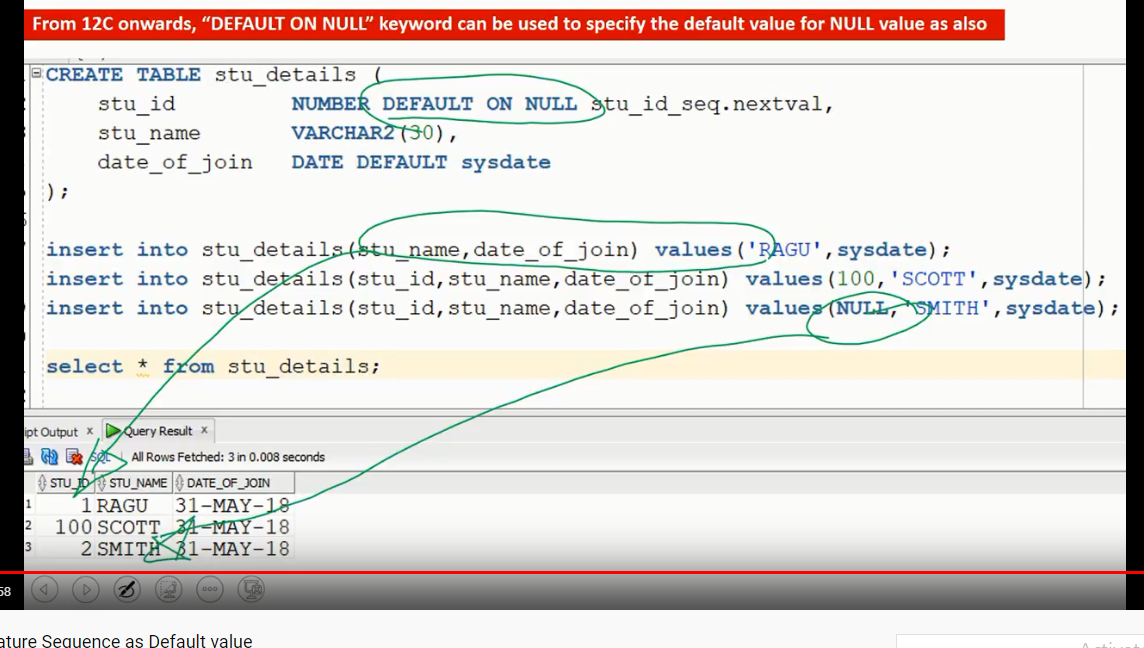 From 12C onwards, “DEFAULT ON NULL” keyword can be used to specify the default value for NULL value as also
CREATE TABLE stu_details (
stu_id NUMBER DEFAULT ON NULL stu_id_seq.nextval,
stu_name VARCHAR2(30),
date_of_join DATE DEFAULT sysdate
);
insert into stu_details(stu_name,date_of_join) values('RAGU',sysdate);
insert into stu_details(stu_id,stu_name,date_of_join) values(100,'SCOTT',sysdate);
insert into stu_details(stu_id,stu_name,date_of_join) values(NULL,'SMITH',sysdate);
select * from stu_details;
ipt Output x Query Result x
SQL | All Rows Fetched: 3 in 0.008 seconds
STU_ID STU_NAME DATE_OF_JOIN
1 1 RAGU 31-MAY-18
2 100 SCOTT 31-MAY-18
3 2 SMITH 31-MAY-18
58
ature Sequence as Default value